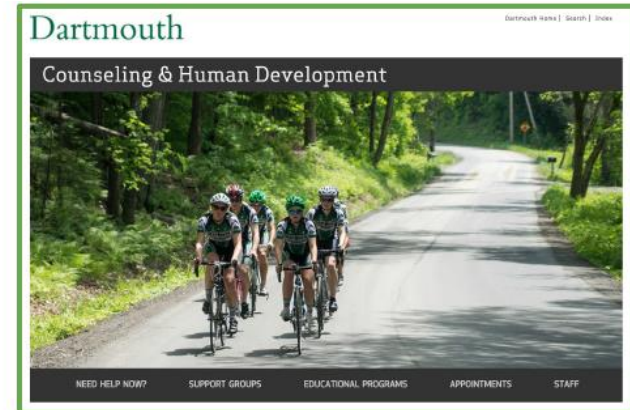 Dartmouth
Dartmouth Home | Search | Index
Counseling & Human Development
NEED HELP NOW? SUPPORT GROUPS EDUCATIONAL PROGRAMS APPOINTMENTS STAFF